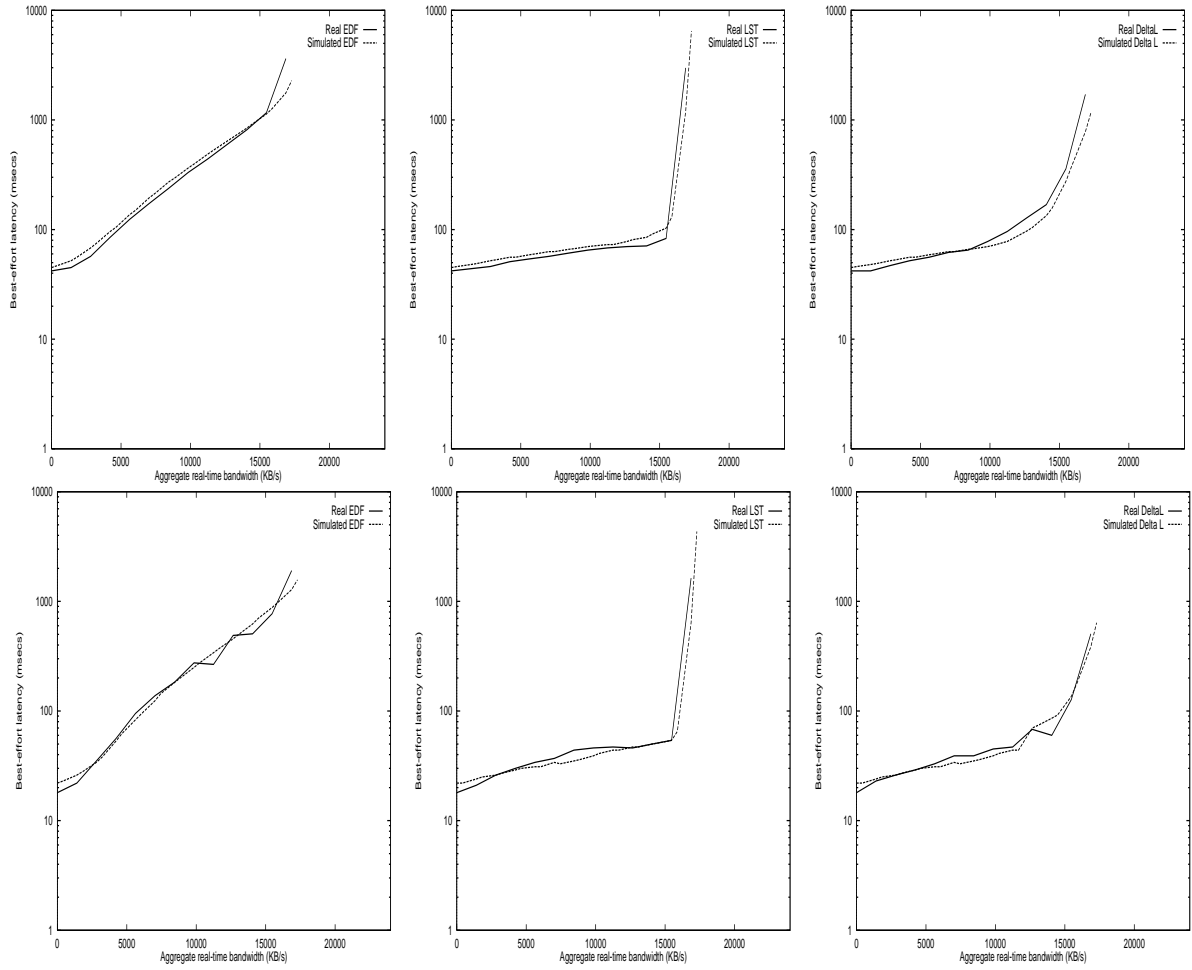 10000
1000
100
10
1
0 5000 10000 15000 20000
Best-effort latency (msecs)
Aggregate real-time bandwidth (KB/s)
Real EDF
Simulated EDF
10000
1000
100
10
1
0 5000 10000 15000 20000
Best-effort latency (msecs)
Aggregate real-time bandwidth (KB/s)
Real LST
Simulated LST
10000
1000
100
10
1
0 5000 10000 15000 20000
Best-effort latency (msecs)
Aggregate real-time bandwidth (KB/s)
Real DeltaL
Simulated Delta L
10000
1000
100
10
1
0 5000 10000 15000 20000
Best-effort latency (msecs)
Aggregate real-time bandwidth (KB/s)
Real EDF
Simulated EDF
10000
1000
100
10
1
0 5000 10000 15000 20000
Best-effort latency (msecs)
Aggregate real-time bandwidth (KB/s)
Real LST
Simulated LST
10000
1000
100
10
1
0 5000 10000 15000 20000
Best-effort latency (msecs)
Aggregate real-time bandwidth (KB/s)
Real DeltaL
Simulated Delta L